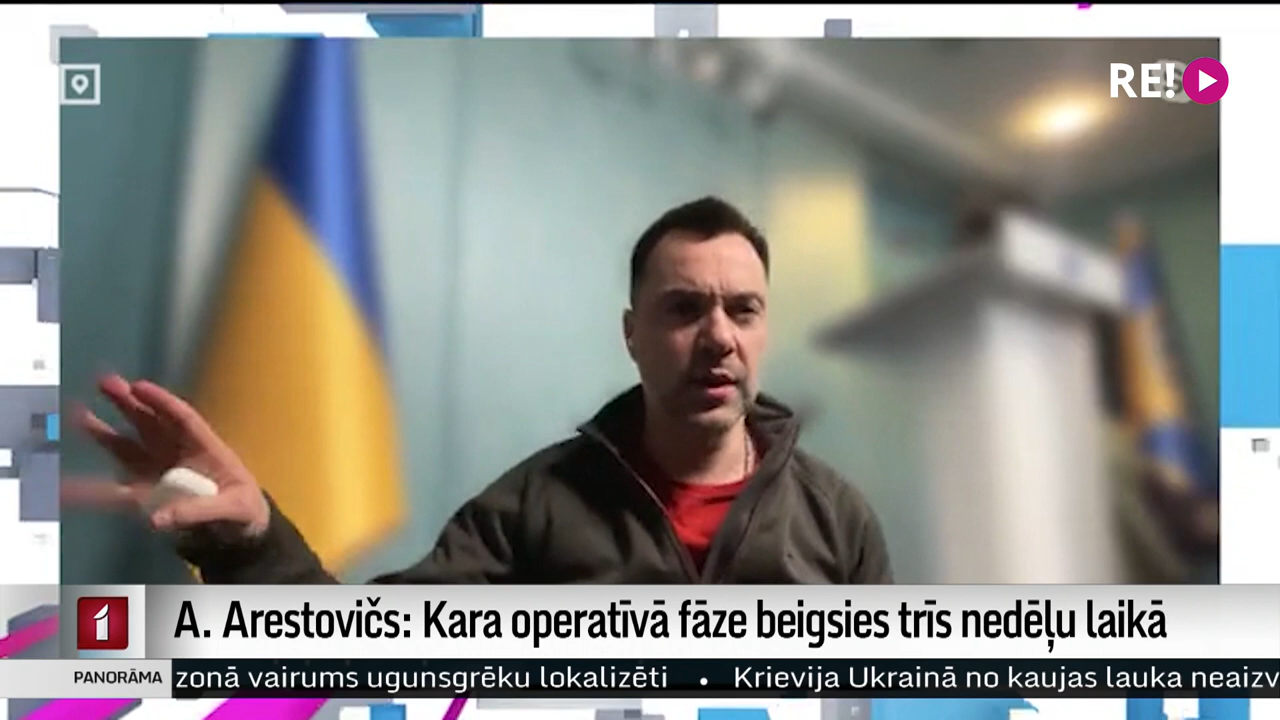 RE!
1
A. Arestovičs: Kara operatīvā fāze beigsies trīs nedēļu laikā
PANORĀMA
zonā vairums ugunsgrēku lokalizēti • Krievija Ukrainā no kaujas lauka